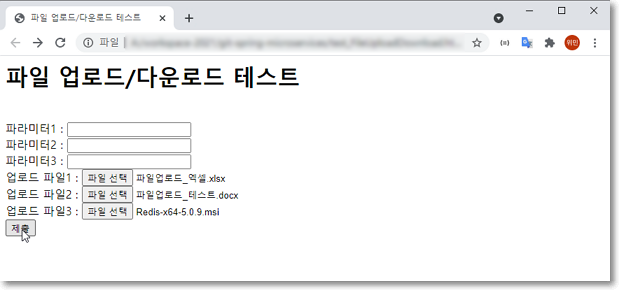 파일 업로드/다운로드 테스트
파일
위민
파일 업로드/다운로드 테스트
파라미터1 :
파라미터2 :
파라미터3 :
업로드 파일1 : 파일 선택 파일업로드_엑셀.xlsx
업로드 파일2 : 파일 선택 파일업로드_테스트.docx
업로드 파일3 : 파일 선택 Redis-x64-5.0.9.msi
제출